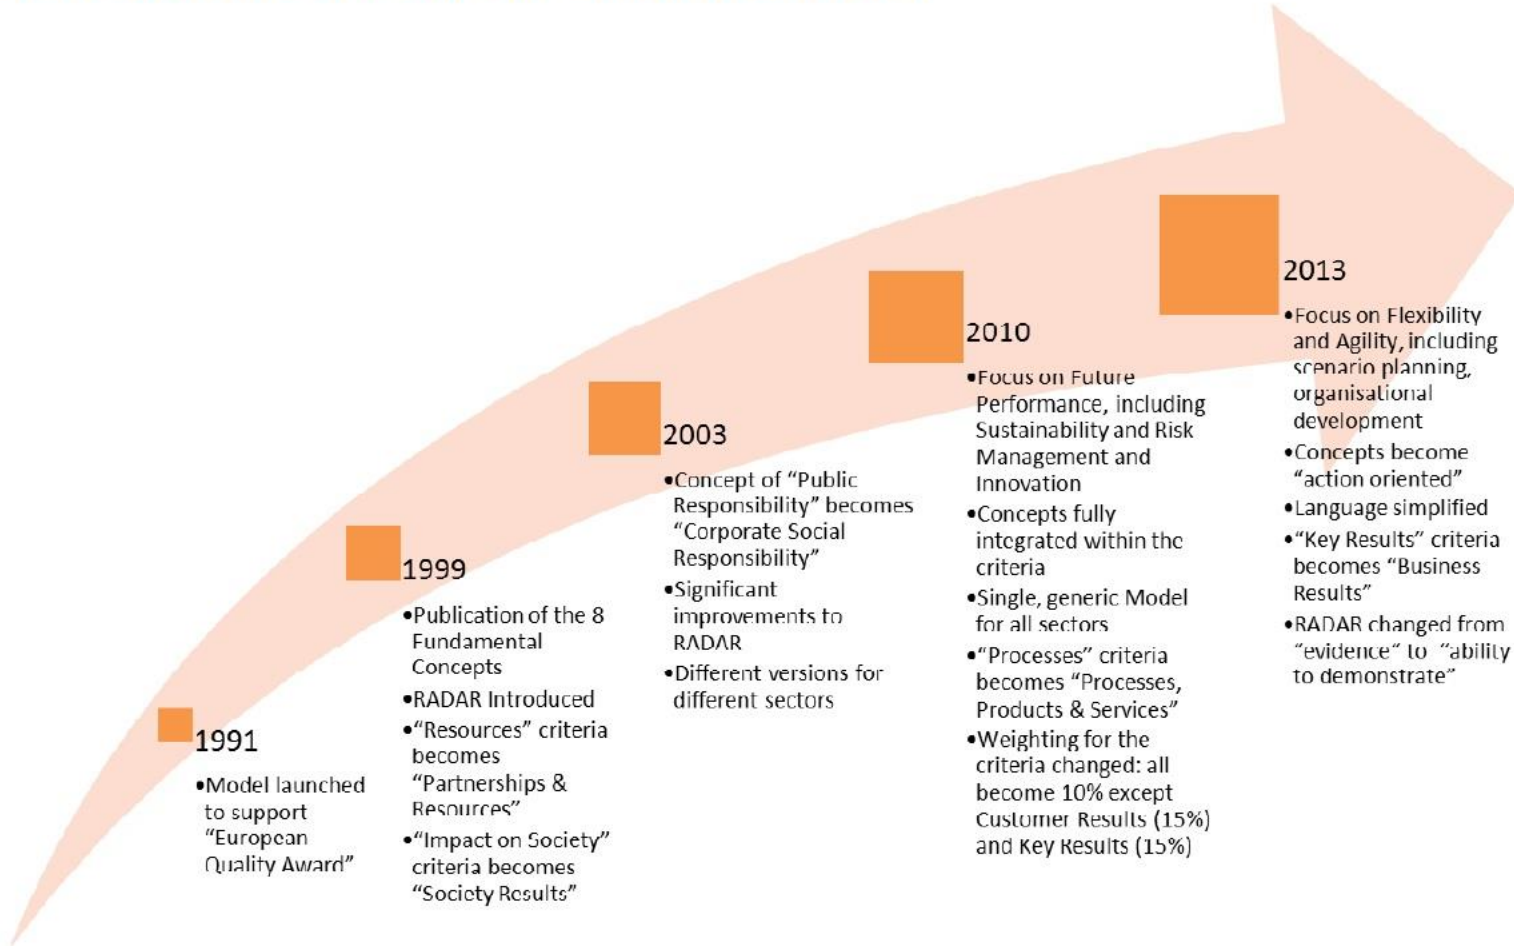 1991
•Model launched
to support
“European
Quality Award”
1999
•Publication of the 8
Fundamental
Concepts
•RADAR Introduced
•“Resources” criteria
becomes
“Partnerships &
Resources”
•“Impact on Society”
criteria becomes
“Society Results”
2003
•Concept of “Public
Responsibility” becomes
“Corporate Social
Responsibility”
•Significant
improvements to
RADAR
•Different versions for
different sectors
2010
•Focus on Future
Performance, including
Sustainability and Risk
Management and
Innovation
•Concepts fully
integrated within the
criteria
•Single, generic Model
for all sectors
•“Processes” criteria
becomes “Processes,
Products & Services”
•Weighting for the
criteria changed: all
become 10% except
Customer Results (15%)
and Key Results (15%)
2013
•Focus on Flexibility
and Agility, including
scenario planning,
organisational
development
•Concepts become
“action oriented”
•Language simplified
•“Key Results” criteria
becomes “Business
Results”
•RADAR changed from
“evidence” to “ability
to demonstrate”